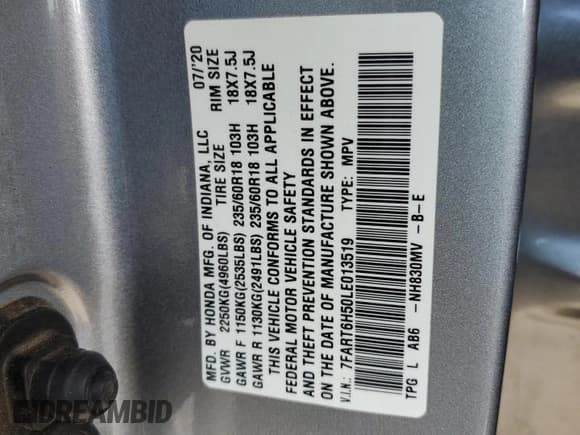 MFD. BY HONDA MFG. OF INDIANA, LLC 07/'20
GVWR 2250KG(4960LBS) TIRE SIZE RIM SIZE
GAWR F 1150KG(2535LBS) 235/60R18 103H 18X7.5J
GAWR R 1130KG(2491LBS) 235/60R18 103H 18X7.5J
THIS VEHICLE CONFORMS TO ALL APPLICABLE
FEDERAL MOTOR VEHICLE SAFETY
AND THEFT PREVENTION STANDARDS IN EFFECT
ON THE DATE OF MANUFACTURE SHOWN ABOVE.
V.I.N.: 7FART6H50LE013519 TYPE: MPV
TPG L AB6 -NH830MV -B-E
DREAMBID